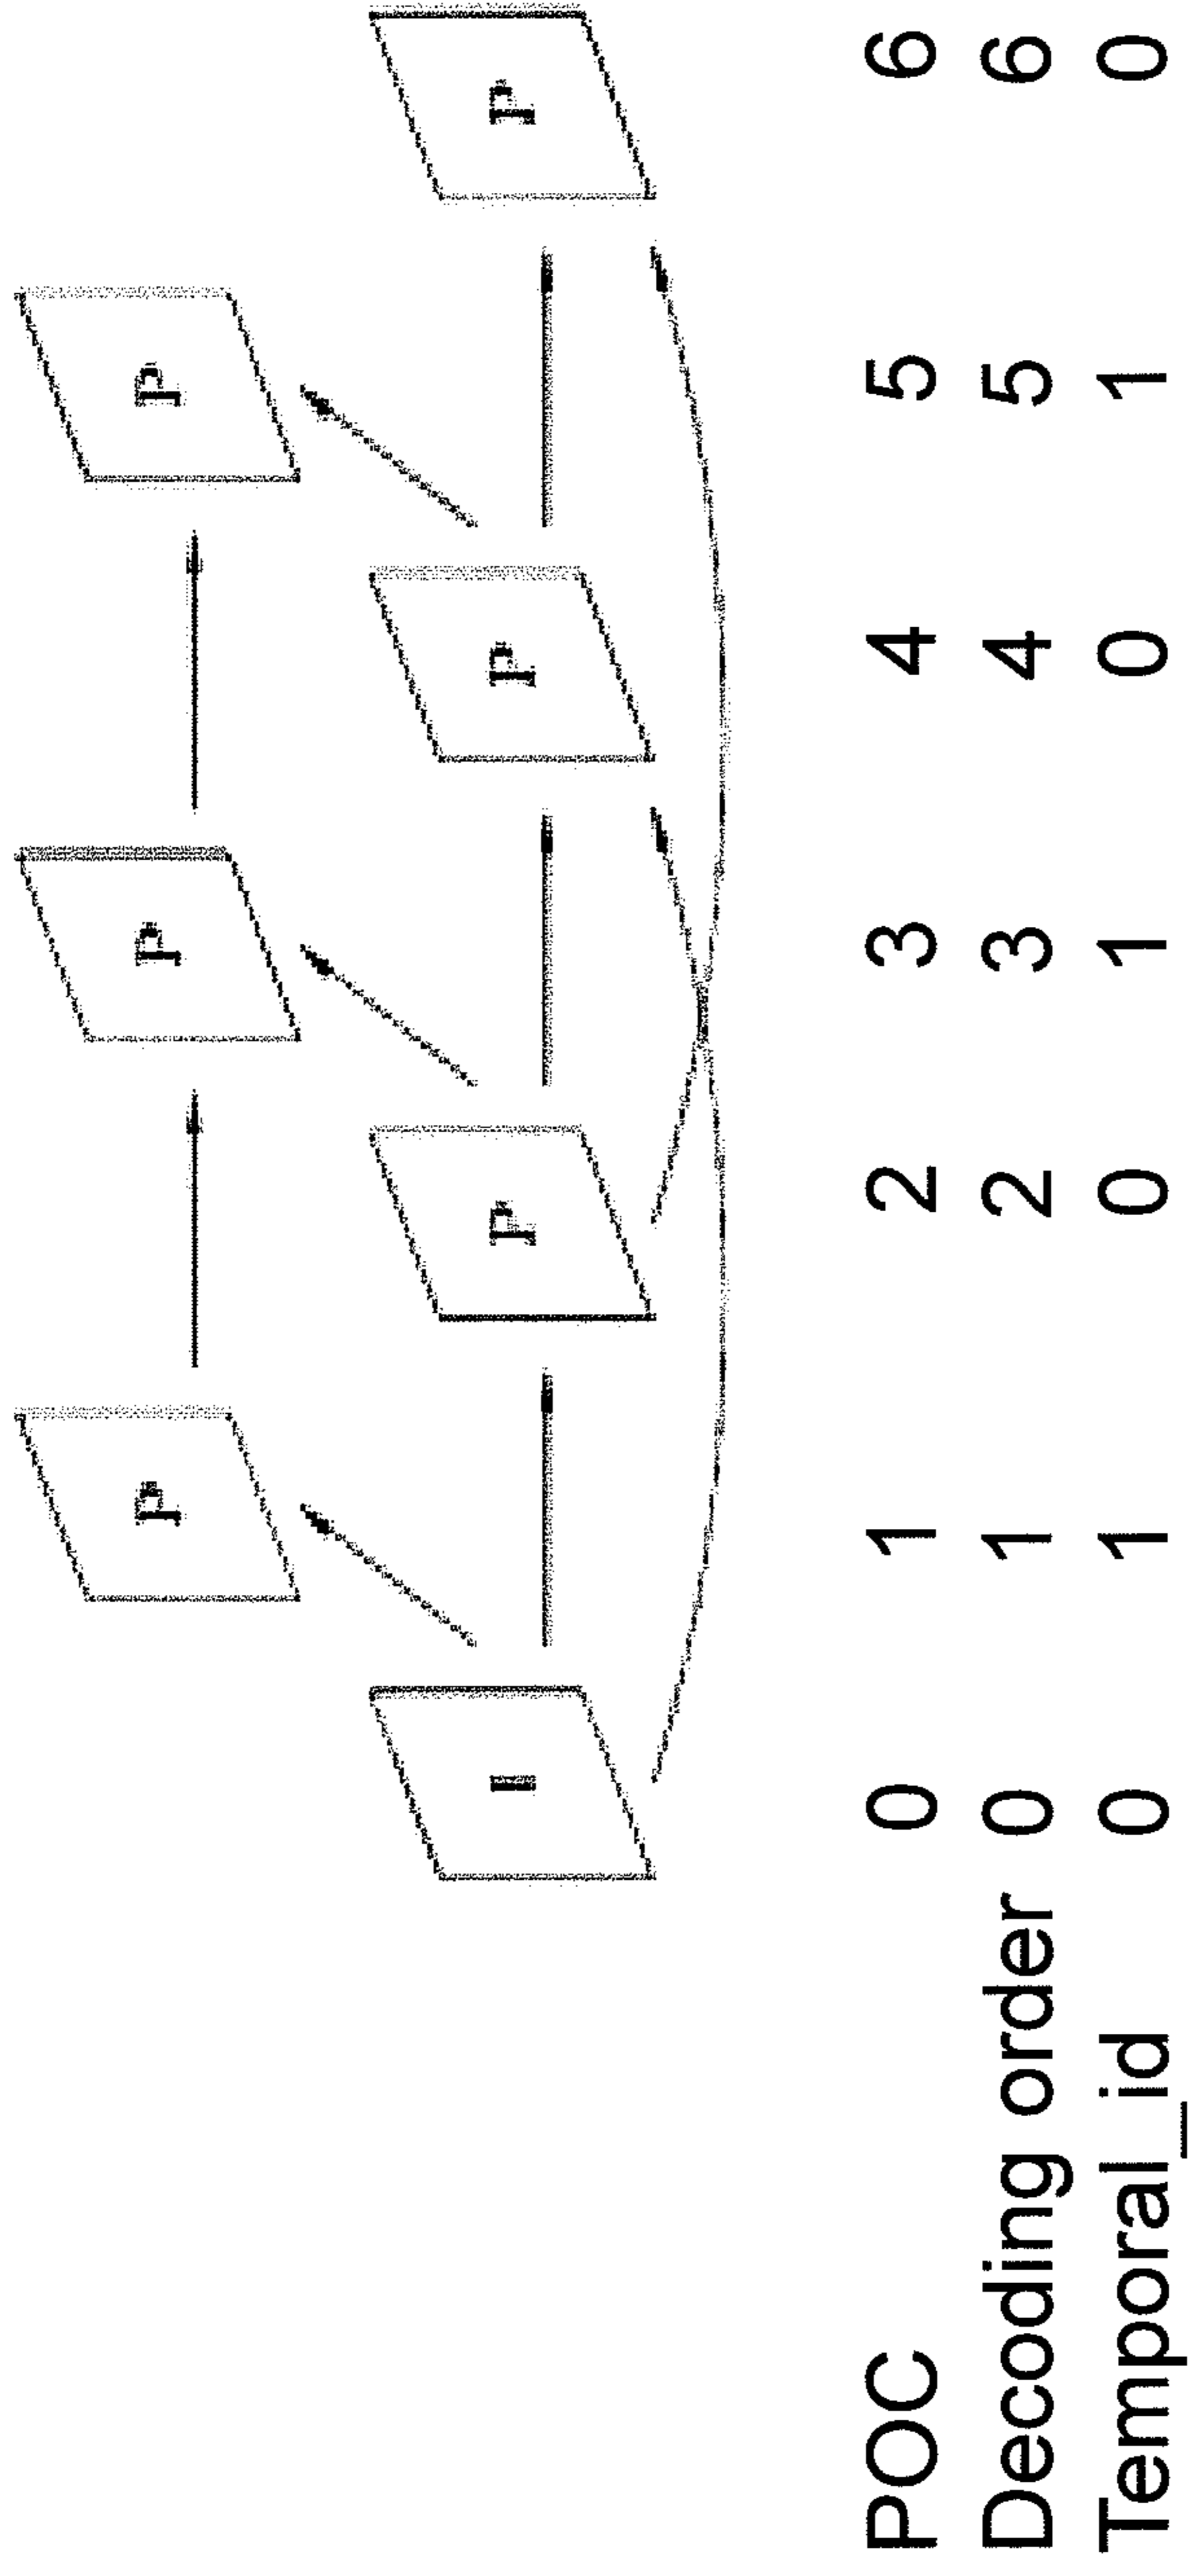 P P P
I P P P
POC 0 1 2 3 4 5 6
Decoding order 0 1 2 3 4 5 6
Temporal_id 0 1 0 1 0 1 0